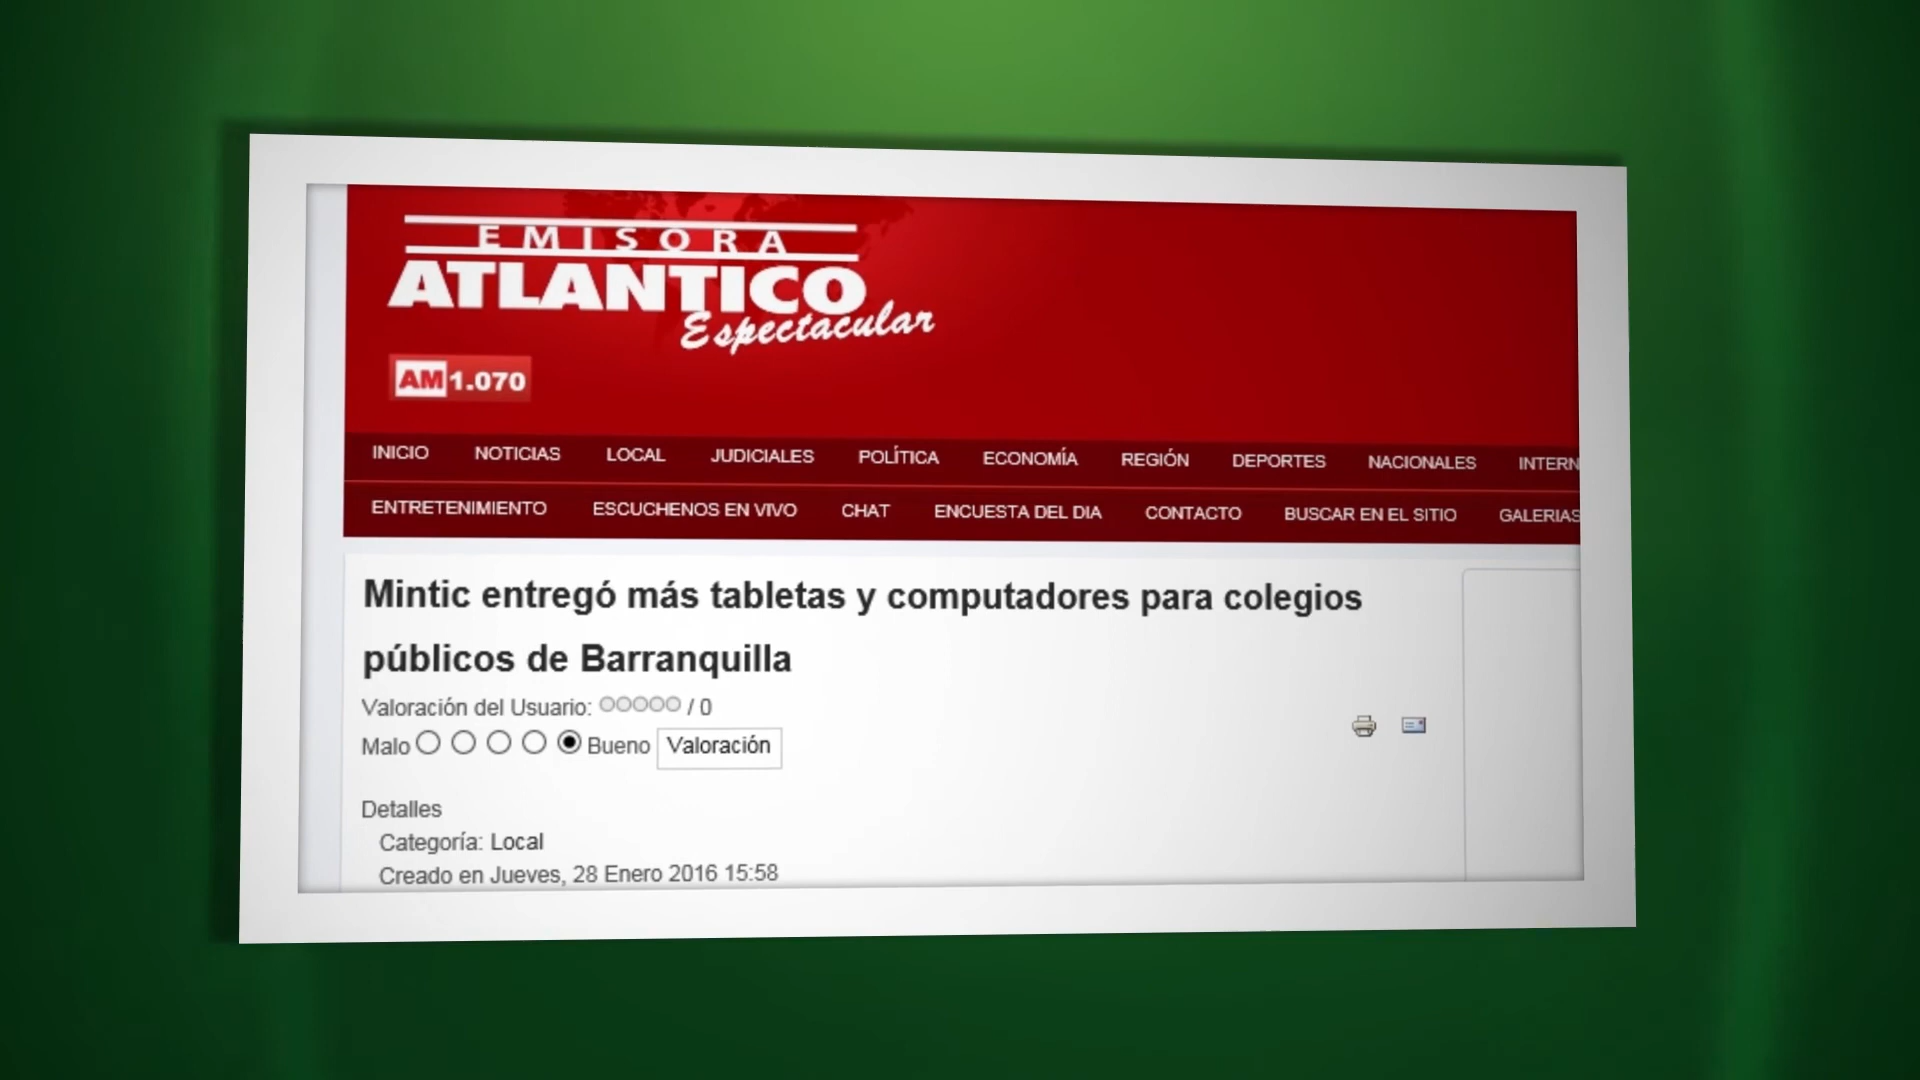 EMISORA
ATLANTICO
Espectacular
AM 1.070
INICIO NOTICIAS LOCAL JUDICIALES POLÍTICA ECONOMÍA REGIÓN DEPORTES NACIONALES INTERN
ENTRETENIMIENTO ESCUCHENOS EN VIVO CHAT ENCUESTA DEL DIA CONTACTO BUSCAR EN EL SITIO GALERIAS
Mintic entregó más tabletas y computadores para colegios
públicos de Barranquilla
Valoración del Usuario: / 0
Malo Bueno Valoración
Detalles
Categoría: Local
Creado en Jueves, 28 Enero 2016 15:58